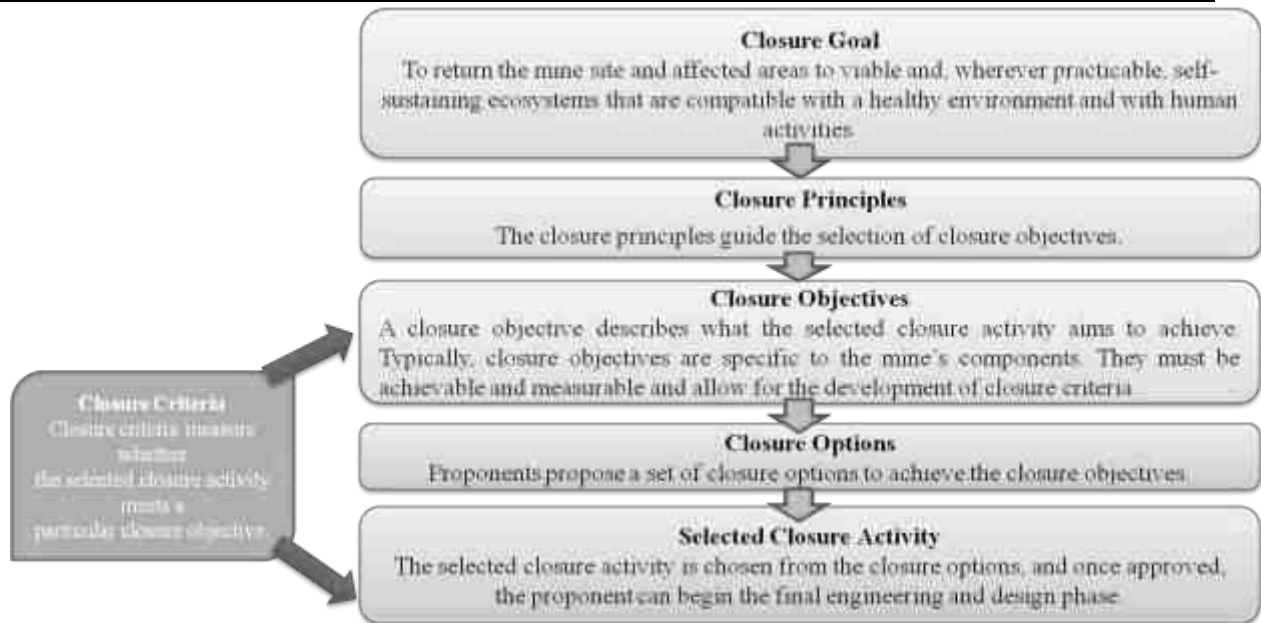 Closure Goal
To return the mine site and affected areas to viable and, wherever practicable, self-
sustaining ecosystems that are compatible with a healthy environment and with human
activities
Closure Principles
The closure principles guide the selection of closure objectives.
Closure Objectives
A closure objective describes what the selected closure activity aims to achieve
Typically, closure objectives are specific to the mine's components. They must be
achievable and measurable and allow for the development of closure criteria
Closure Criteria
Closure criteria measure
whether
the selected closure activity
meets a
particular closure objective.
Closure Options
Proponents propose a set of closure options to achieve the closure objectives
Selected Closure Activity
The selected closure activity is chosen from the closure options, and once approved,
the proponent can begin the final engineering and design phase